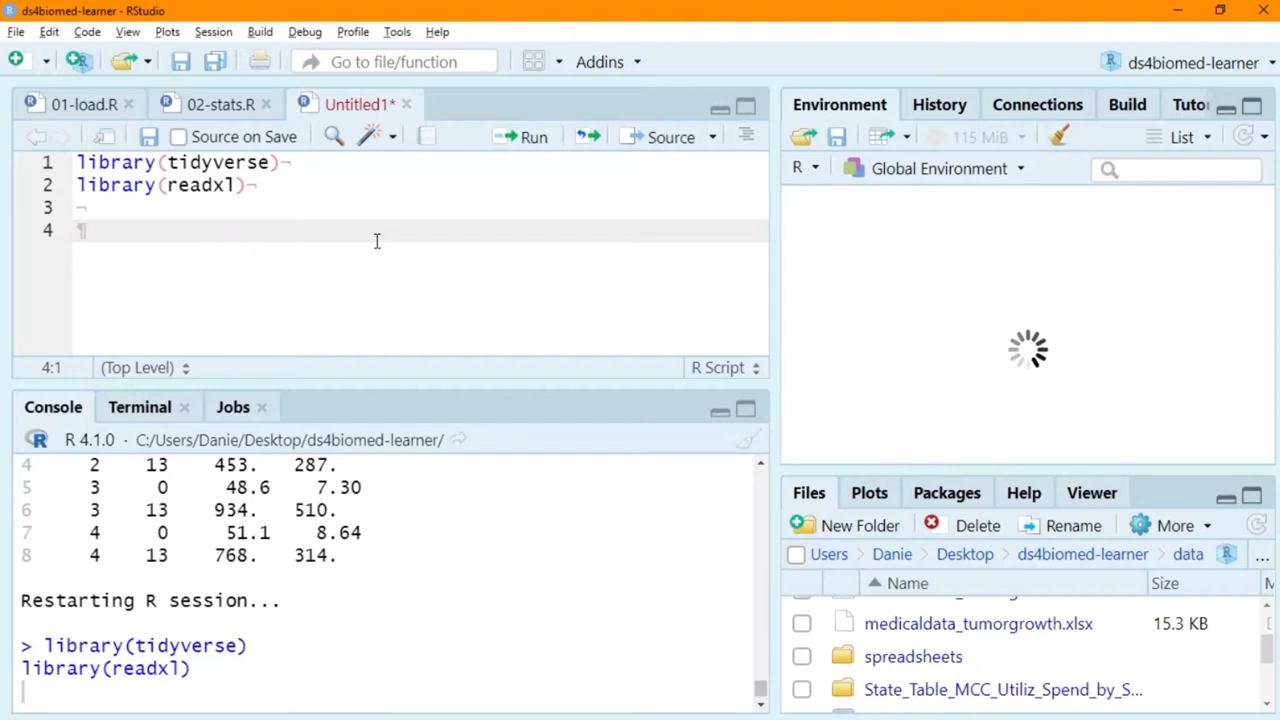 ds4biomed-learner - RStudio
File Edit Code View Plots Session Build Debug Profile Tools Help
Go to file/function Addins ds4biomed-learner
01-load.R 02-stats.R Untitled1*
Source on Save Run Source
1 library(tidyverse)¬
2 library(readxl)¬
3 ¬
4 ¶
4:1 (Top Level) R Script
Console Terminal Jobs
R 4.1.0 · C:/Users/Danie/Desktop/ds4biomed-learner/
4 2 13 453. 287.
5 3 0 48.6 7.30
6 3 13 934. 510.
7 4 0 51.1 8.64
8 4 13 768. 314.
Restarting R session...
> library(tidyverse)
library(readxl)
Environment History Connections Build Tuto
115 MiB List
R Global Environment
Files Plots Packages Help Viewer
New Folder Delete Rename More
Users Danie Desktop ds4biomed-learner data R ...
Name Size M
medicaldata_tumorgrowth.xlsx 15.3 KB
spreadsheets
State_Table_MCC_Utiliz_Spend_by_S...